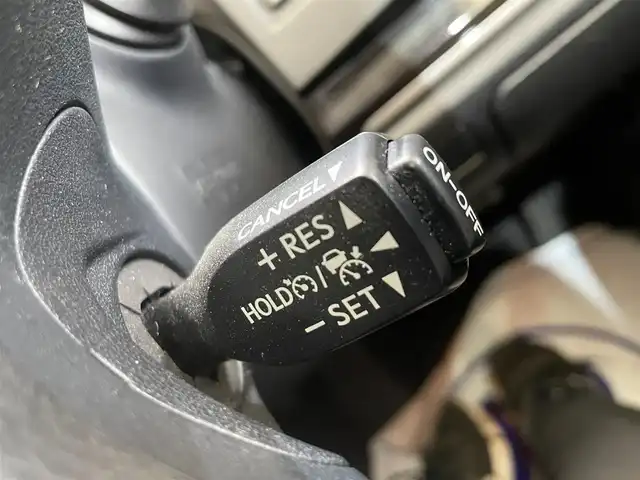 CANCEL▼
ON-OFF
+ RES ▲
HOLD / ◀
− SET ▼